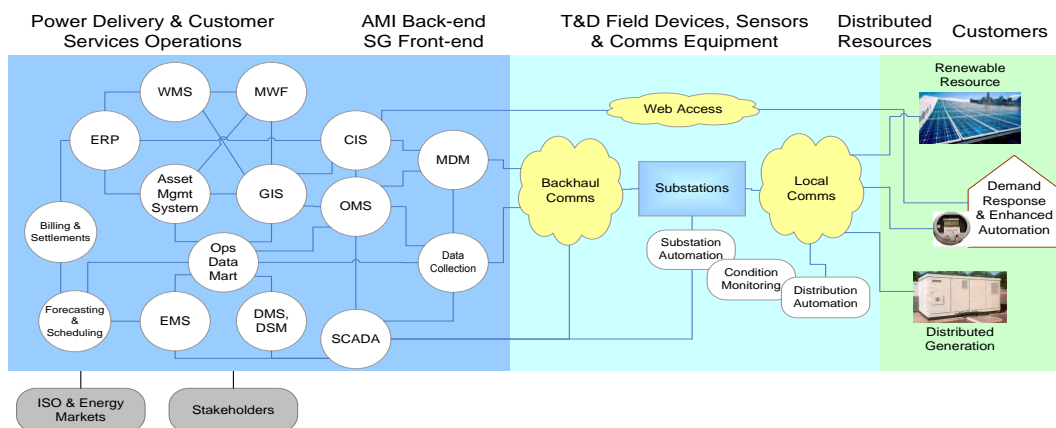 Power Delivery & Customer
Services Operations
AMI Back-end
SG Front-end
T&D Field Devices, Sensors
& Comms Equipment
Distributed
Resources
Customers
Renewable
Resource
WMS
MWF
Web Access
ERP
CIS
MDM
Asset
Mgmt
System
GIS
OMS
Backhaul
Comms
Substations
Local
Comms
Demand
Response
& Enhanced
Automation
Billing &
Settlements
Ops
Data
Mart
Data
Collection
Substation
Automation
Condition
Monitoring
Distribution
Automation
Forecasting
&
Scheduling
EMS
DMS,
DSM
SCADA
Distributed
Generation
ISO & Energy
Markets
Stakeholders